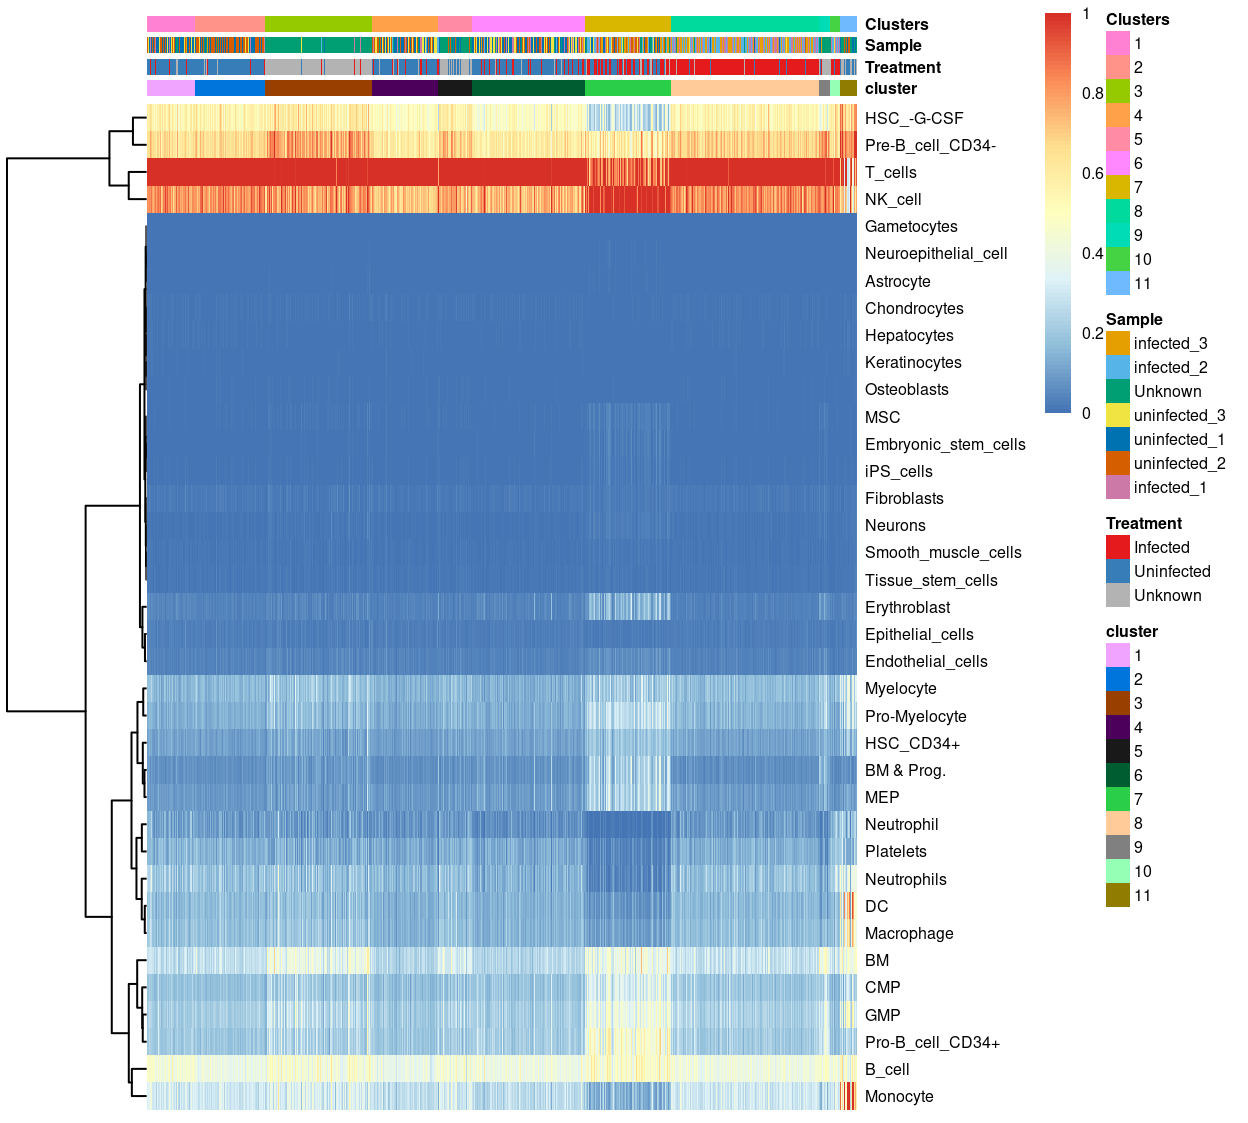 Clusters
Sample
Treatment
cluster
HSC_-G-CSF
Pre-B_cell_CD34-
T_cells
NK_cell
Gametocytes
Neuroepithelial_cell
Astrocyte
Chondrocytes
Hepatocytes
Keratinocytes
Osteoblasts
MSC
Embryonic_stem_cells
iPS_cells
Fibroblasts
Neurons
Smooth_muscle_cells
Tissue_stem_cells
Erythroblast
Epithelial_cells
Endothelial_cells
Myelocyte
Pro-Myelocyte
HSC_CD34+
BM & Prog.
MEP
Neutrophil
Platelets
Neutrophils
DC
Macrophage
BM
CMP
GMP
Pro-B_cell_CD34+
B_cell
Monocyte
1
0.8
0.6
0.4
0.2
0
Clusters
1
2
3
4
5
6
7
8
9
10
11
Sample
infected_3
infected_2
Unknown
uninfected_3
uninfected_1
uninfected_2
infected_1
Treatment
Infected
Uninfected
Unknown
cluster
1
2
3
4
5
6
7
8
9
10
11